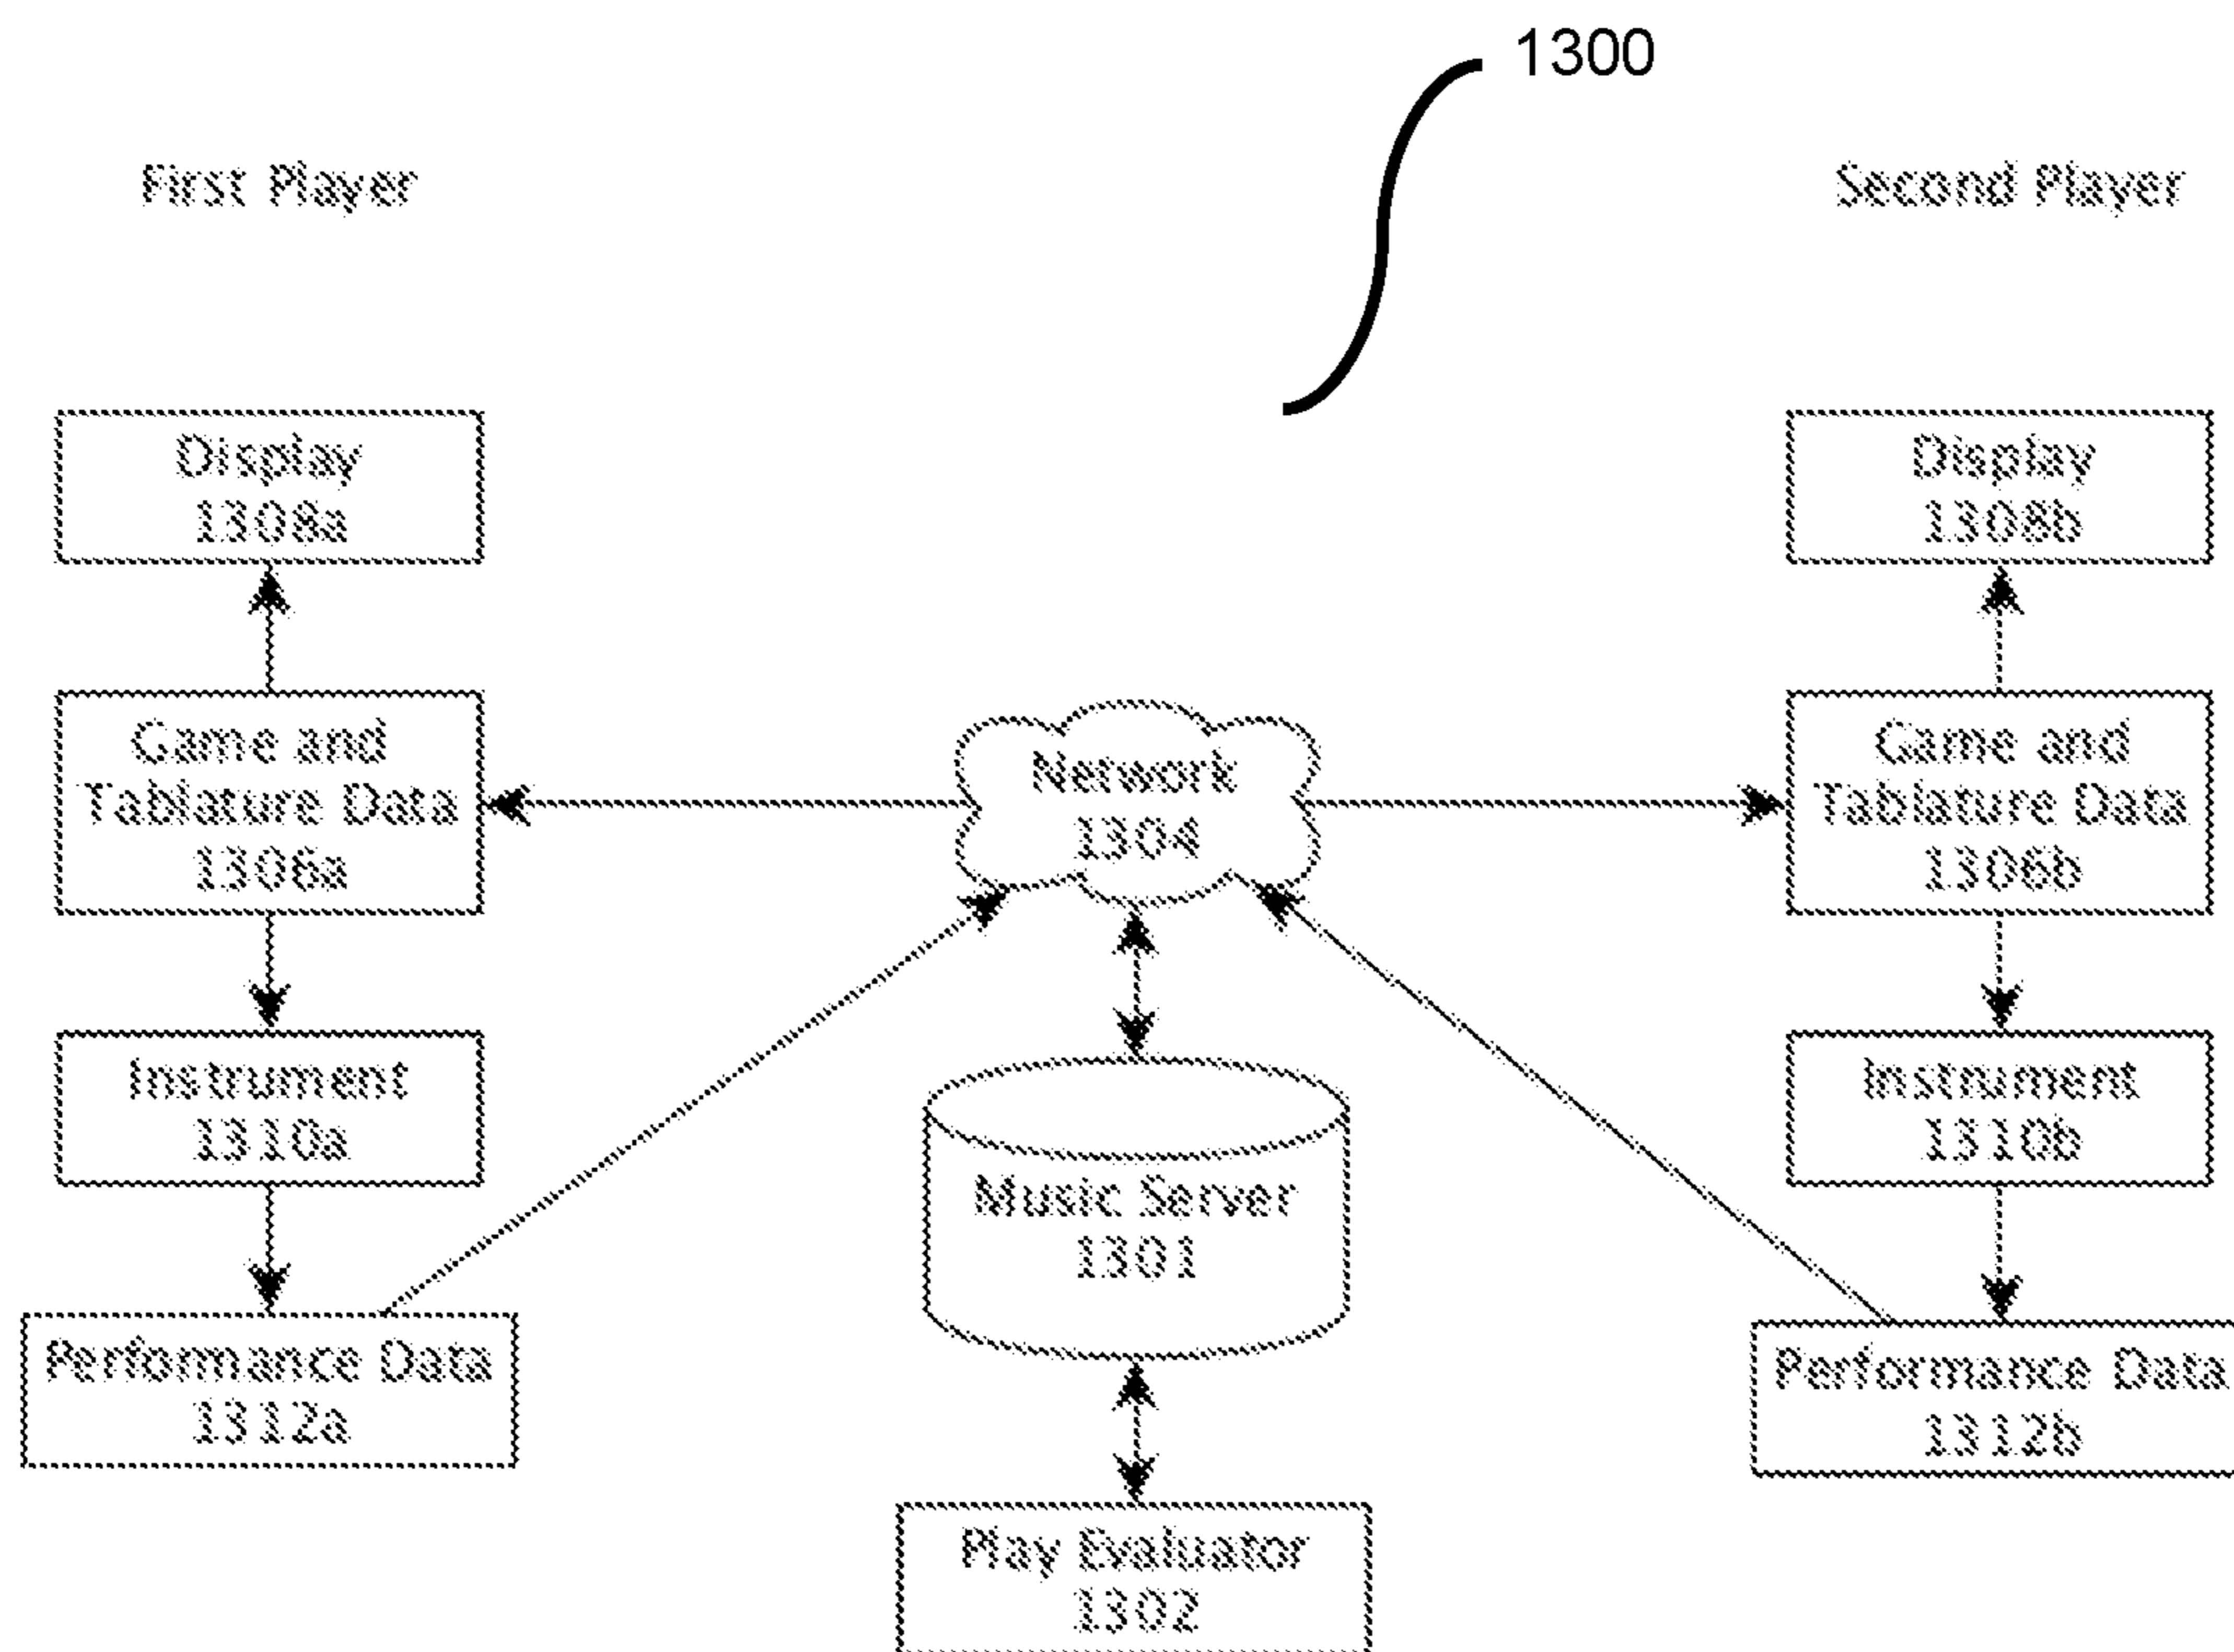 1300
First Player
Second Player
Display
1308a
Display
1308b
Game and
Tablature Data
1306a
Network
1304
Game and
Tablature Data
1306b
Instrument
1310a
Instrument
1310b
Music Server
1301
Performance Data
1312a
Performance Data
1312b
Play Evaluator
1302